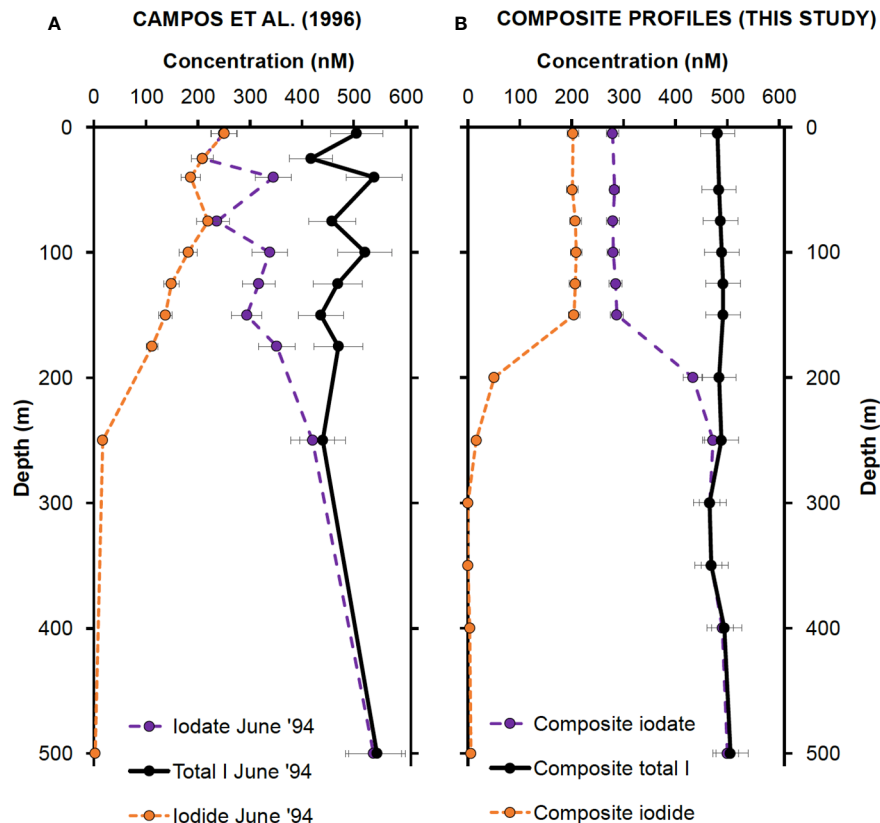 A CAMPOS ET AL. (1996)
Concentration (nM)
0 100 200 300 400 500 600
0
100
200
300
400
500
Depth (m)
Iodate June '94
Total I June '94
Iodide June '94
B COMPOSITE PROFILES (THIS STUDY)
Concentration (nM)
0 100 200 300 400 500 600
0
100
200
300
400
500
Depth (m)
Composite iodate
Composite total I
Composite iodide